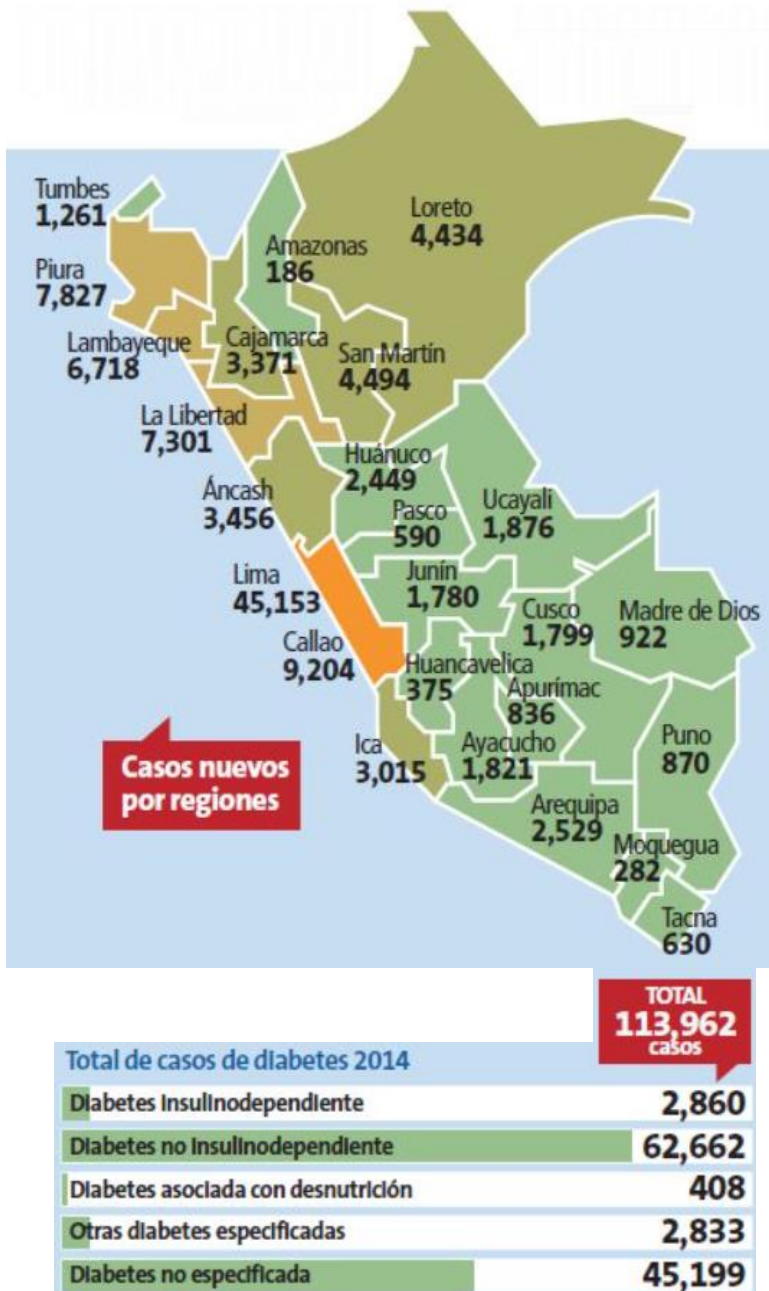 Tumbes
1,261
Piura
7,827
Lambayeque
6,718
La Libertad
7,301
Áncash
3,456
Lima
45,153
Callao
9,204
Ica
3,015
Amazonas
186
Cajamarca
3,371
Loreto
4,434
San Martín
4,494
Huánuco
2,449
Pasco
590
Ucayali
1,876
Junín
1,780
Cusco
1,799
Madre de Dios
922
Huancavelica
375
Apurímac
836
Ayacucho
1,821
Puno
870
Arequipa
2,529
Moquegua
282
Tacna
630
Casos nuevos
por regiones
TOTAL
113,962
casos
Total de casos de diabetes 2014
Diabetes insulinodependiente 2,860
Diabetes no insulinodependiente 62,662
Diabetes asociada con desnutrición 408
Otras diabetes especificadas 2,833
Diabetes no especificada 45,199